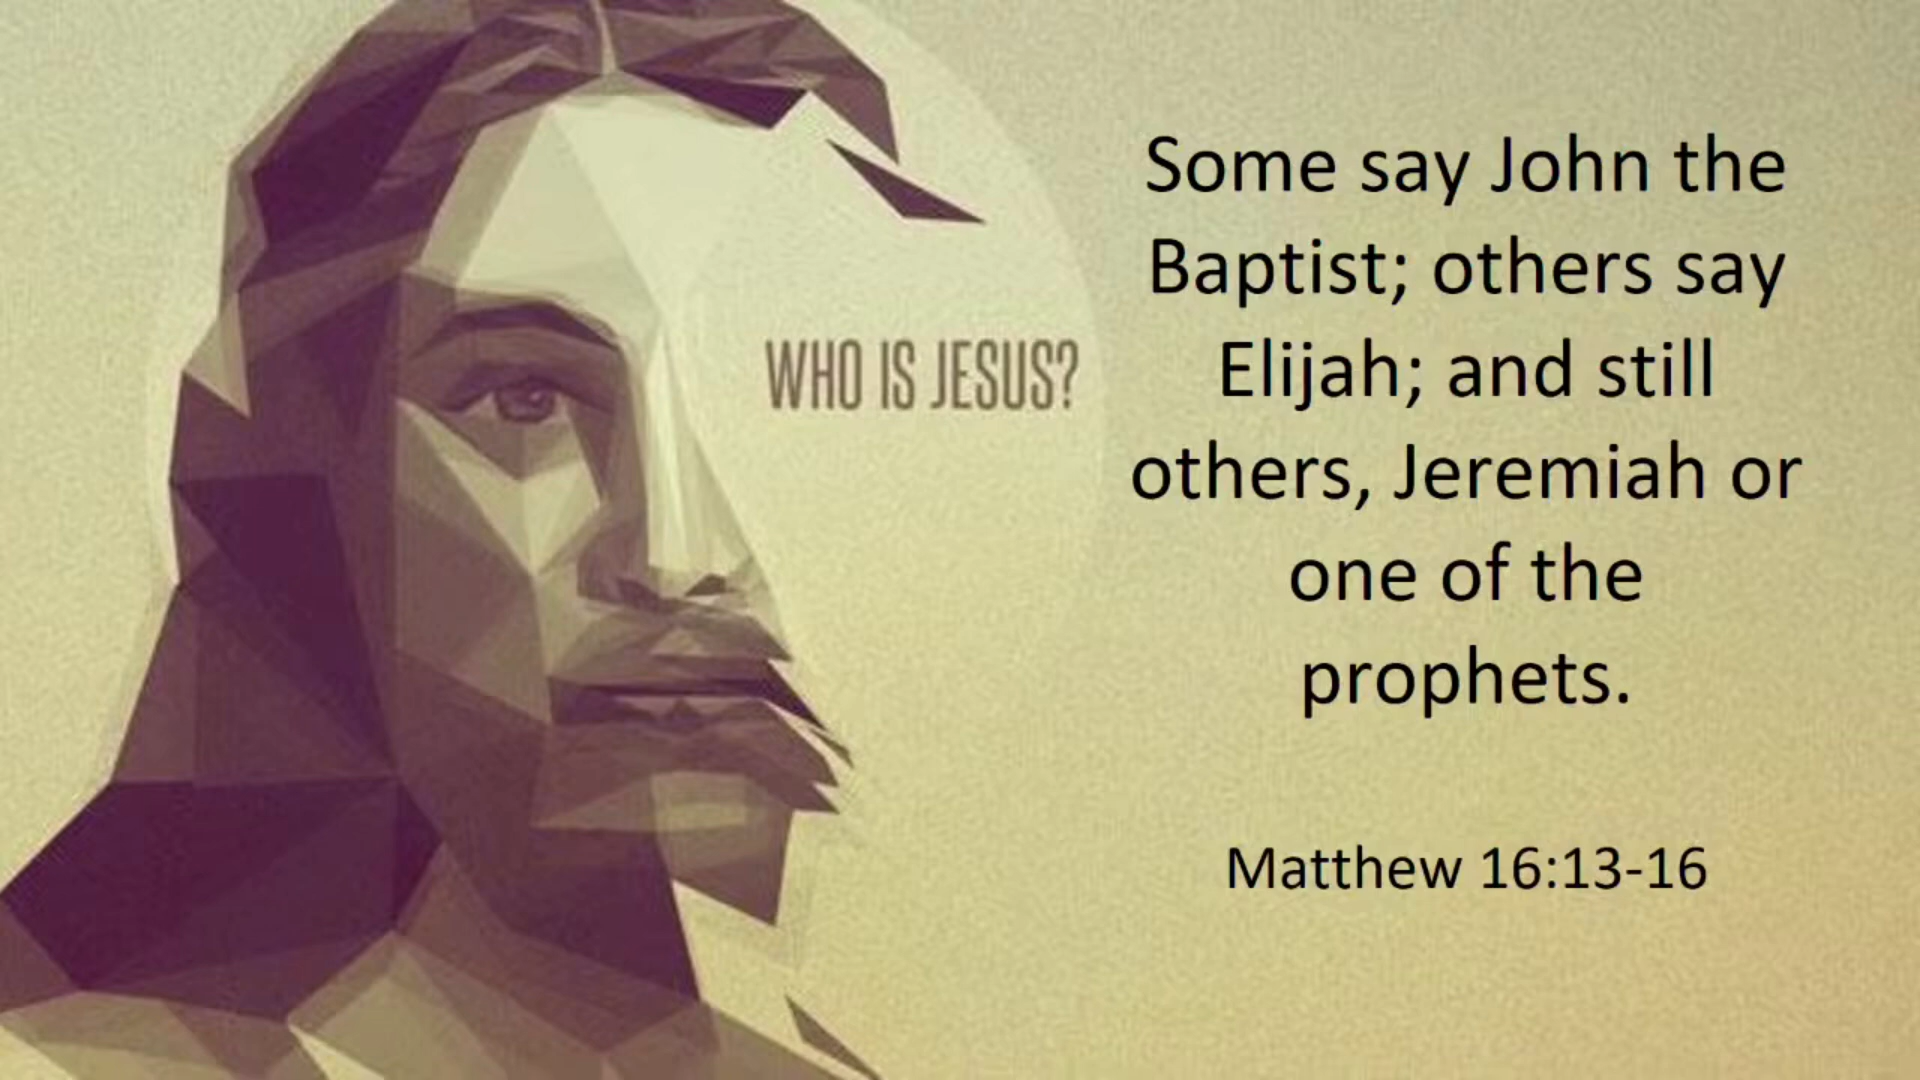 WHO IS JESUS?
Some say John the
Baptist; others say
Elijah; and still
others, Jeremiah or
one of the
prophets.
Matthew 16:13-16